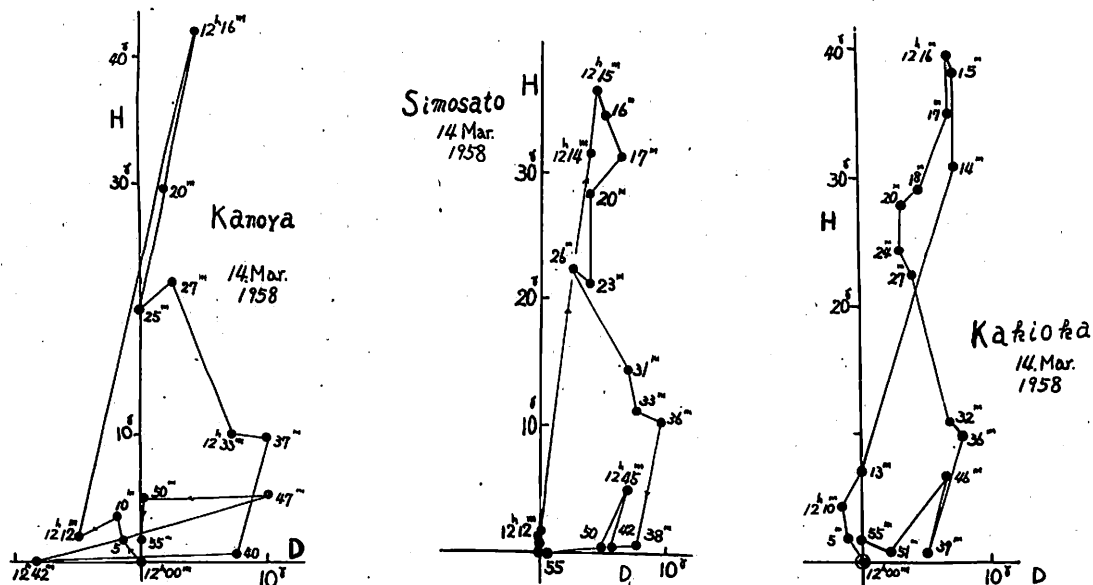 12ʰ16ᵐ
40ᵞ
H
30ᵞ
20ᵐ
Kanoya
14.Mar.
1958
27ᵐ
25ᵐ
10ᵞ
12ʰ33ᵐ
37ᵐ
50ᵐ
47ᵐ
10ᵐ
12ʰ12ᵐ
5ᵐ
55ᵐ
40
D
12ʰ42ᵐ
12ʰ00ᵐ
10ᵞ
Simosato
14.Mar.
1958
H
12ʰ15ᵐ
16ᵐ
12ʰ14ᵐ
17ᵐ
30ᵞ
20ᵐ
26ᵐ
23ᵐ
20ᵞ
31ᵐ
33ᵐ
10ᵞ
36ᵐ
12ʰ45ᵐ
12ʰ12ᵐ
50
42
38ᵐ
55
D
10ᵞ
40ᵞ
12ʰ16ᵐ
15ᵐ
17ᵐ
14ᵐ
30ᵞ
18ᵐ
20ᵐ
H
24ᵐ
27ᵐ
20ᵞ
Kakioka
14.Mar.
1958
32ᵐ
36ᵐ
13ᵐ
46ᵐ
12ʰ10ᵐ
5ᵐ
55ᵐ
51ᵐ
39ᵐ
12ʰ00ᵐ
10ᵞ
D